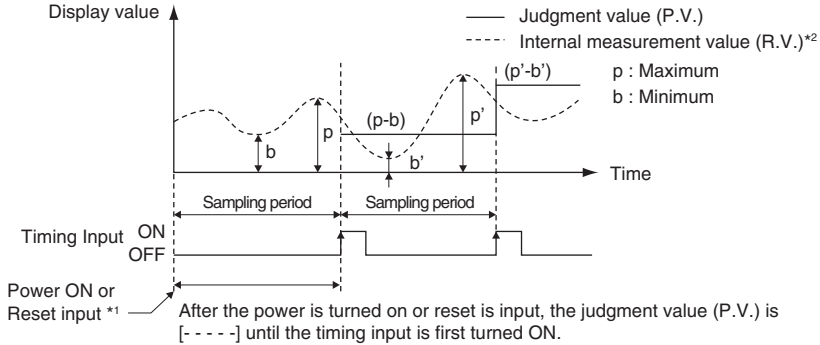 Display value
Judgment value (P.V.)
Internal measurement value (R.V.)*2
(p'-b')
p : Maximum
b : Minimum
(p-b)
p'
p
b
b'
Time
Sampling period
Sampling period
Timing Input ON
OFF
Power ON or
Reset input *1
After the power is turned on or reset is input, the judgment value (P.V.) is
[- - - - -] until the timing input is first turned ON.